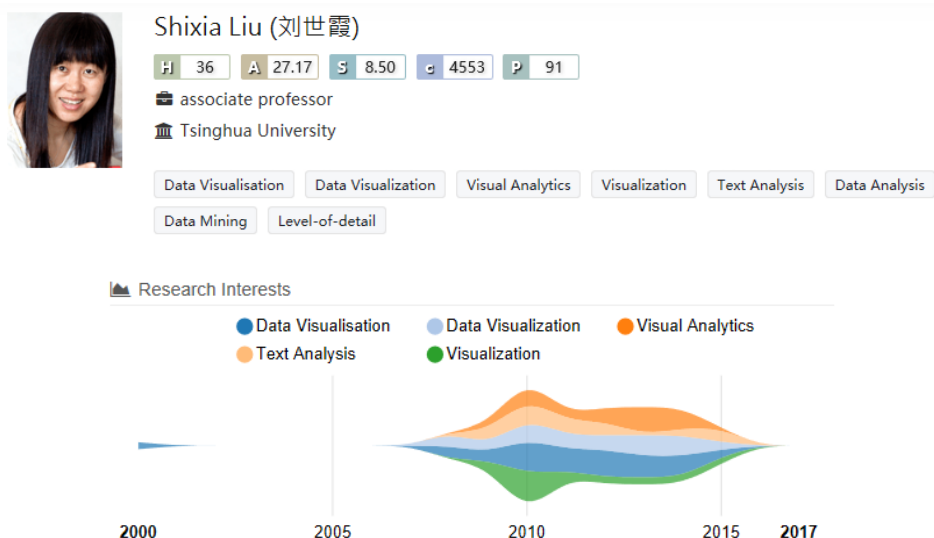 Shixia Liu (刘世霞)
H 36 A 27.17 S 8.50 c 4553 P 91
associate professor
Tsinghua University
Data Visualisation Data Visualization Visual Analytics Visualization Text Analysis Data Analysis
Data Mining Level-of-detail
Research Interests
Data Visualisation Data Visualization Visual Analytics
Text Analysis Visualization
2000 2005 2010 2015 2017